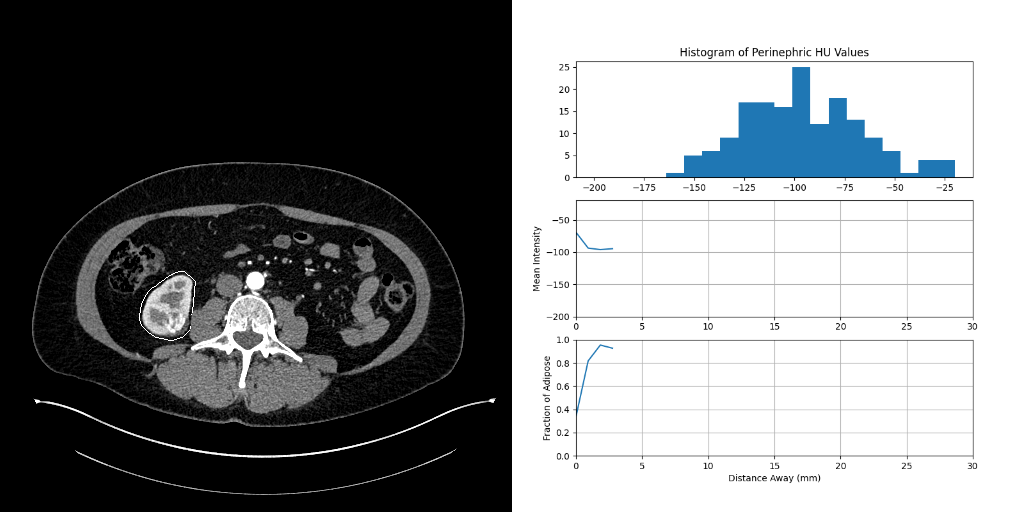 Histogram of Perinephric HU Values
25
20
15
10
5
0
−200 −175 −150 −125 −100 −75 −50 −25
Mean Intensity
−50
−100
−150
−200
0 5 10 15 20 25 30
Fraction of Adipose
1.0
0.8
0.6
0.4
0.2
0.0
0 5 10 15 20 25 30
Distance Away (mm)